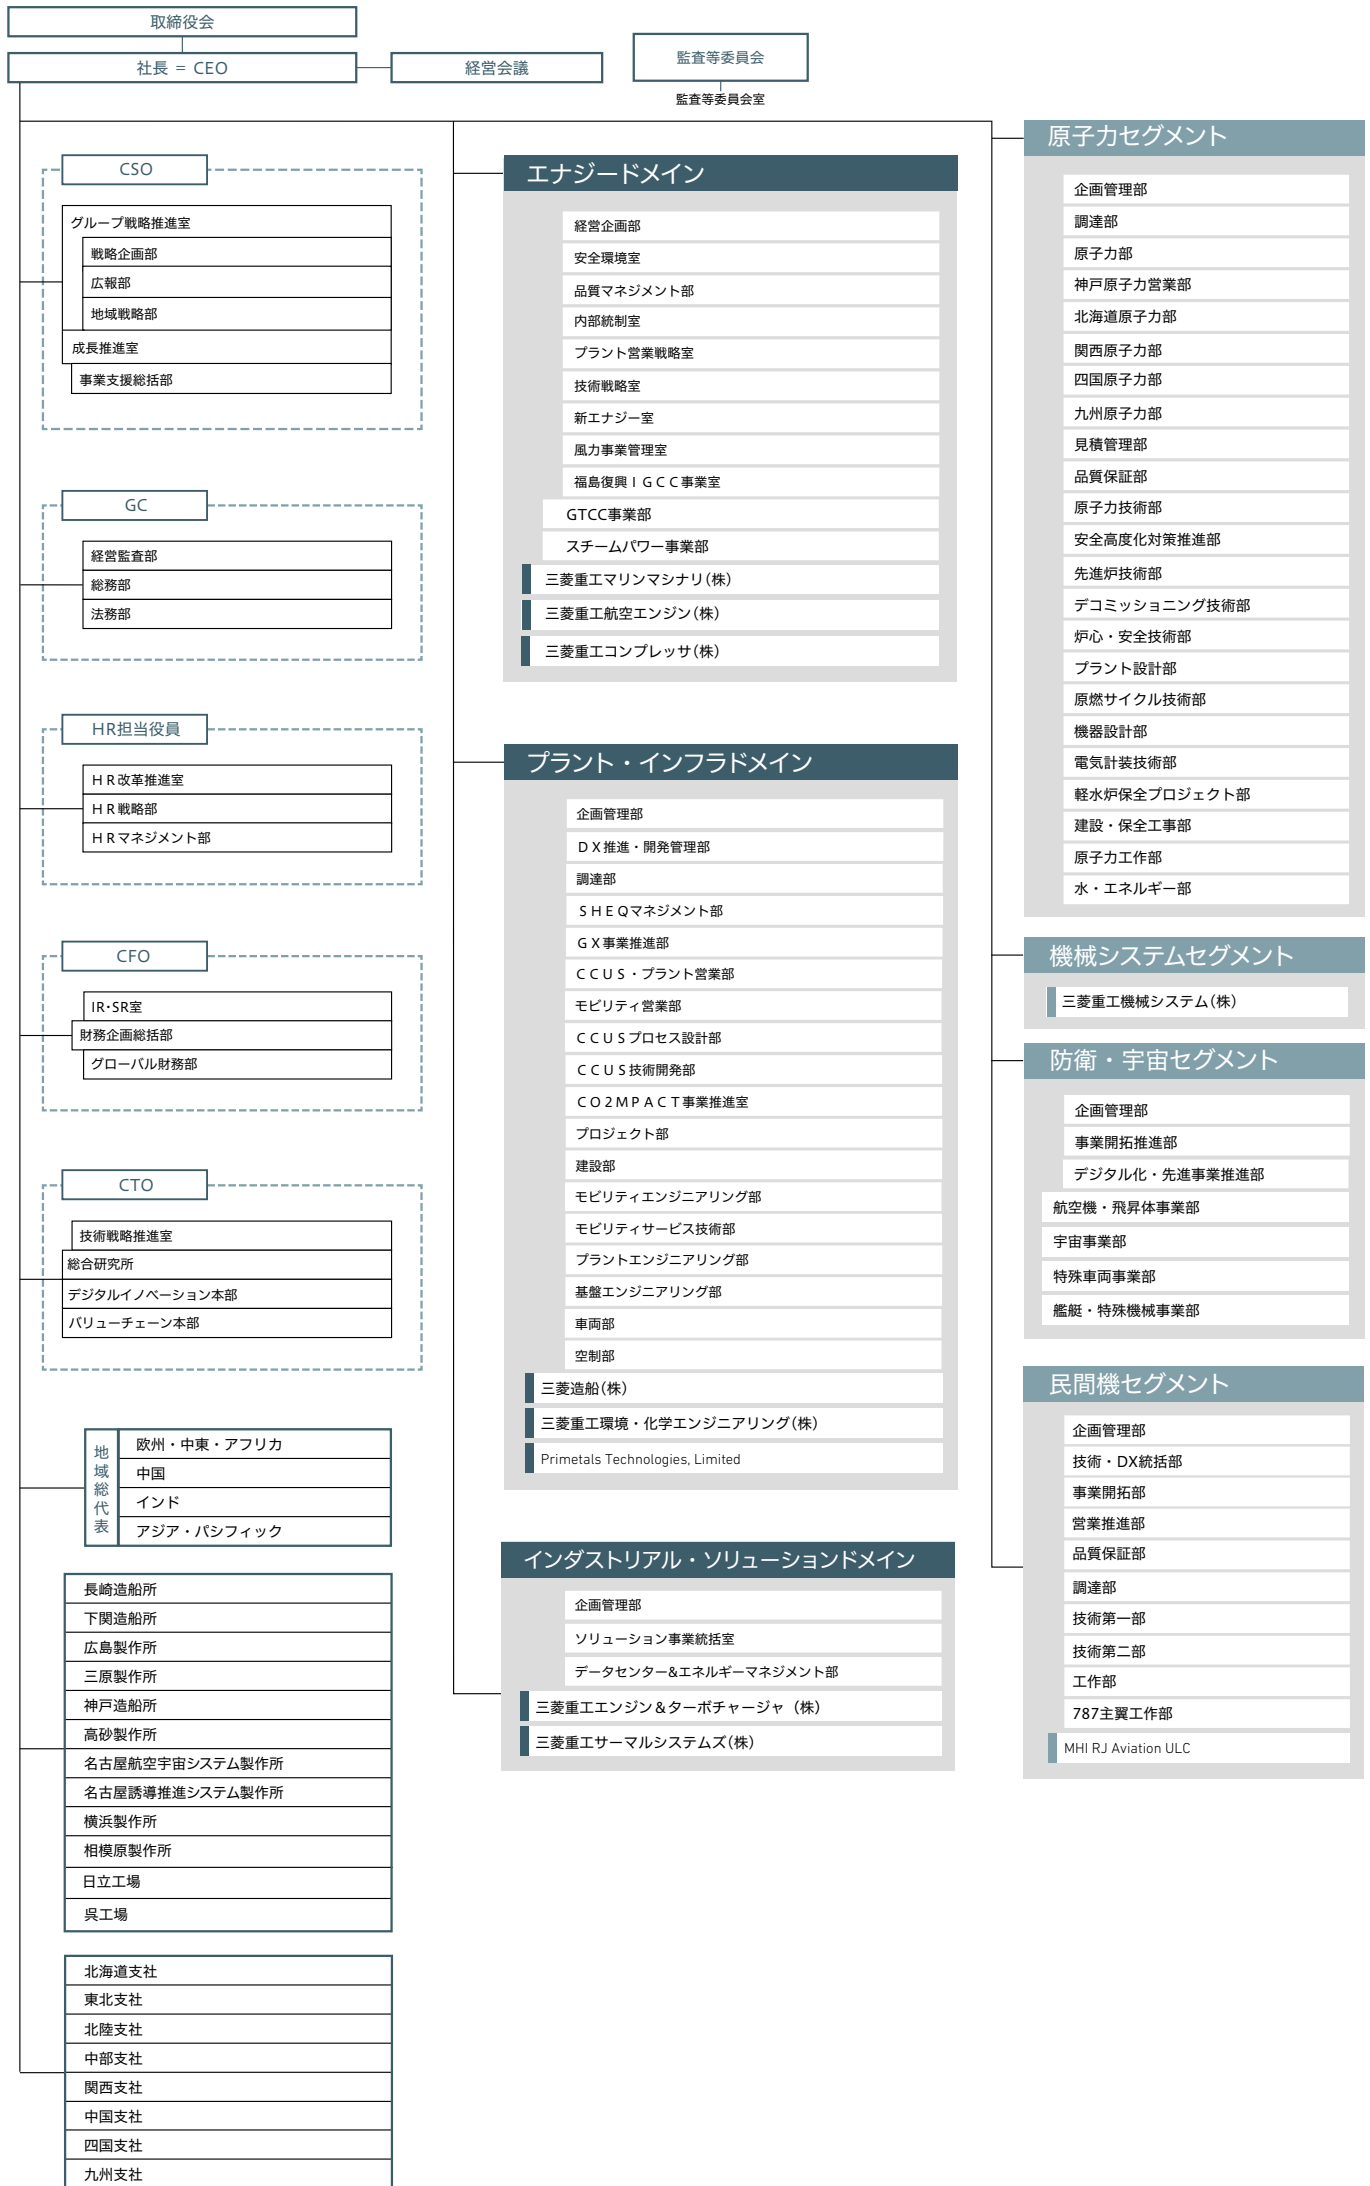 取締役会
社長 = CEO
経営会議
監査等委員会
監査等委員会室
CSO
グループ戦略推進室
戦略企画部
広報部
地域戦略部
成長推進室
事業支援総括部
GC
経営監査部
総務部
法務部
HR担当役員
HR改革推進室
HR戦略部
HRマネジメント部
CFO
IR・SR室
財務企画総括部
グローバル財務部
CTO
技術戦略推進室
総合研究所
デジタルイノベーション本部
バリューチェーン本部
地域総代表
欧州・中東・アフリカ
中国
インド
アジア・パシフィック
長崎造船所
下関造船所
広島製作所
三原製作所
神戸造船所
高砂製作所
名古屋航空宇宙システム製作所
名古屋誘導推進システム製作所
横浜製作所
相模原製作所
日立工場
呉工場
北海道支社
東北支社
北陸支社
中部支社
関西支社
中国支社
四国支社
九州支社
エナジードメイン
経営企画部
安全環境室
品質マネジメント部
内部統制室
プラント営業戦略室
技術戦略室
新エナジー室
風力事業管理室
福島復興IGCC事業室
GTCC事業部
スチームパワー事業部
三菱重工マリンマシナリ(株)
三菱重工航空エンジン(株)
三菱重工コンプレッサ(株)
プラント・インフラドメイン
企画管理部
DX推進・開発管理部
調達部
SHEQマネジメント部
GX事業推進部
CCUS・プラント営業部
モビリティ営業部
CCUSプロセス設計部
CCUS技術開発部
CO2MPACT事業推進室
プロジェクト部
建設部
モビリティエンジニアリング部
モビリティサービス技術部
プラントエンジニアリング部
基盤エンジニアリング部
車両部
空制部
三菱造船(株)
三菱重工環境・化学エンジニアリング(株)
Primetals Technologies, Limited
インダストリアル・ソリューションドメイン
企画管理部
ソリューション事業統括室
データセンター&エネルギーマネジメント部
三菱重工エンジン&ターボチャージャ (株)
三菱重工サーマルシステムズ(株)
原子力セグメント
企画管理部
調達部
原子力部
神戸原子力営業部
北海道原子力部
関西原子力部
四国原子力部
九州原子力部
見積管理部
品質保証部
原子力技術部
安全高度化対策推進部
先進炉技術部
デコミッショニング技術部
炉心・安全技術部
プラント設計部
原燃サイクル技術部
機器設計部
電気計装技術部
軽水炉保全プロジェクト部
建設・保全工事部
原子力工作部
水・エネルギー部
機械システムセグメント
三菱重工機械システム(株)
防衛・宇宙セグメント
企画管理部
事業開拓推進部
デジタル化・先進事業推進部
航空機・飛昇体事業部
宇宙事業部
特殊車両事業部
艦艇・特殊機械事業部
民間機セグメント
企画管理部
技術・DX統括部
事業開拓部
営業推進部
品質保証部
調達部
技術第一部
技術第二部
工作部
787主翼工作部
MHI RJ Aviation ULC